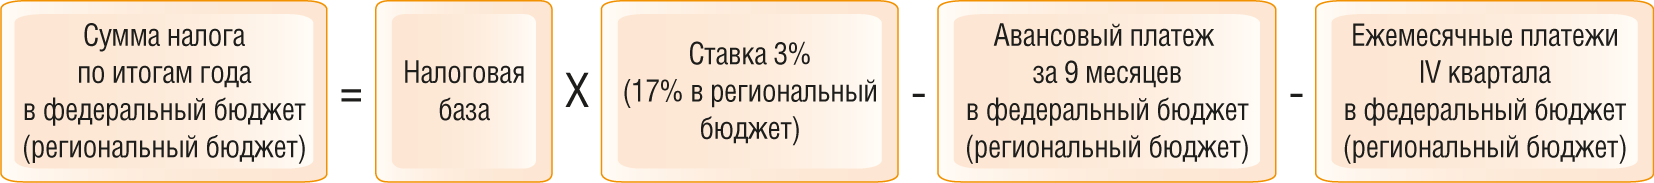 Сумма налога
по итогам года
в федеральный бюджет
(региональный бюджет)
=
Налоговая
база
X
Ставка 3%
(17% в региональный
бюджет)
-
Авансовый платеж
за 9 месяцев
в федеральный бюджет
(региональный бюджет)
-
Ежемесячные платежи
IV квартала
в федеральный бюджет
(региональный бюджет)